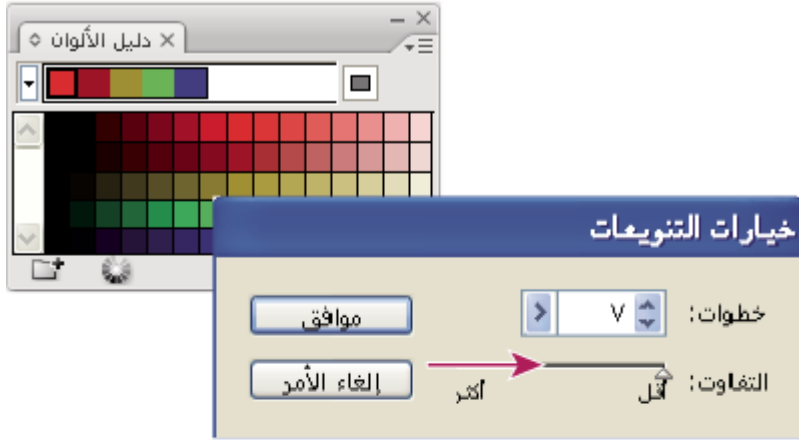 دليل الألوان
خيارات التنويعات
خطوات: ٧
موافق
التفاوت: أقل أكثر
إلغاء الأمر